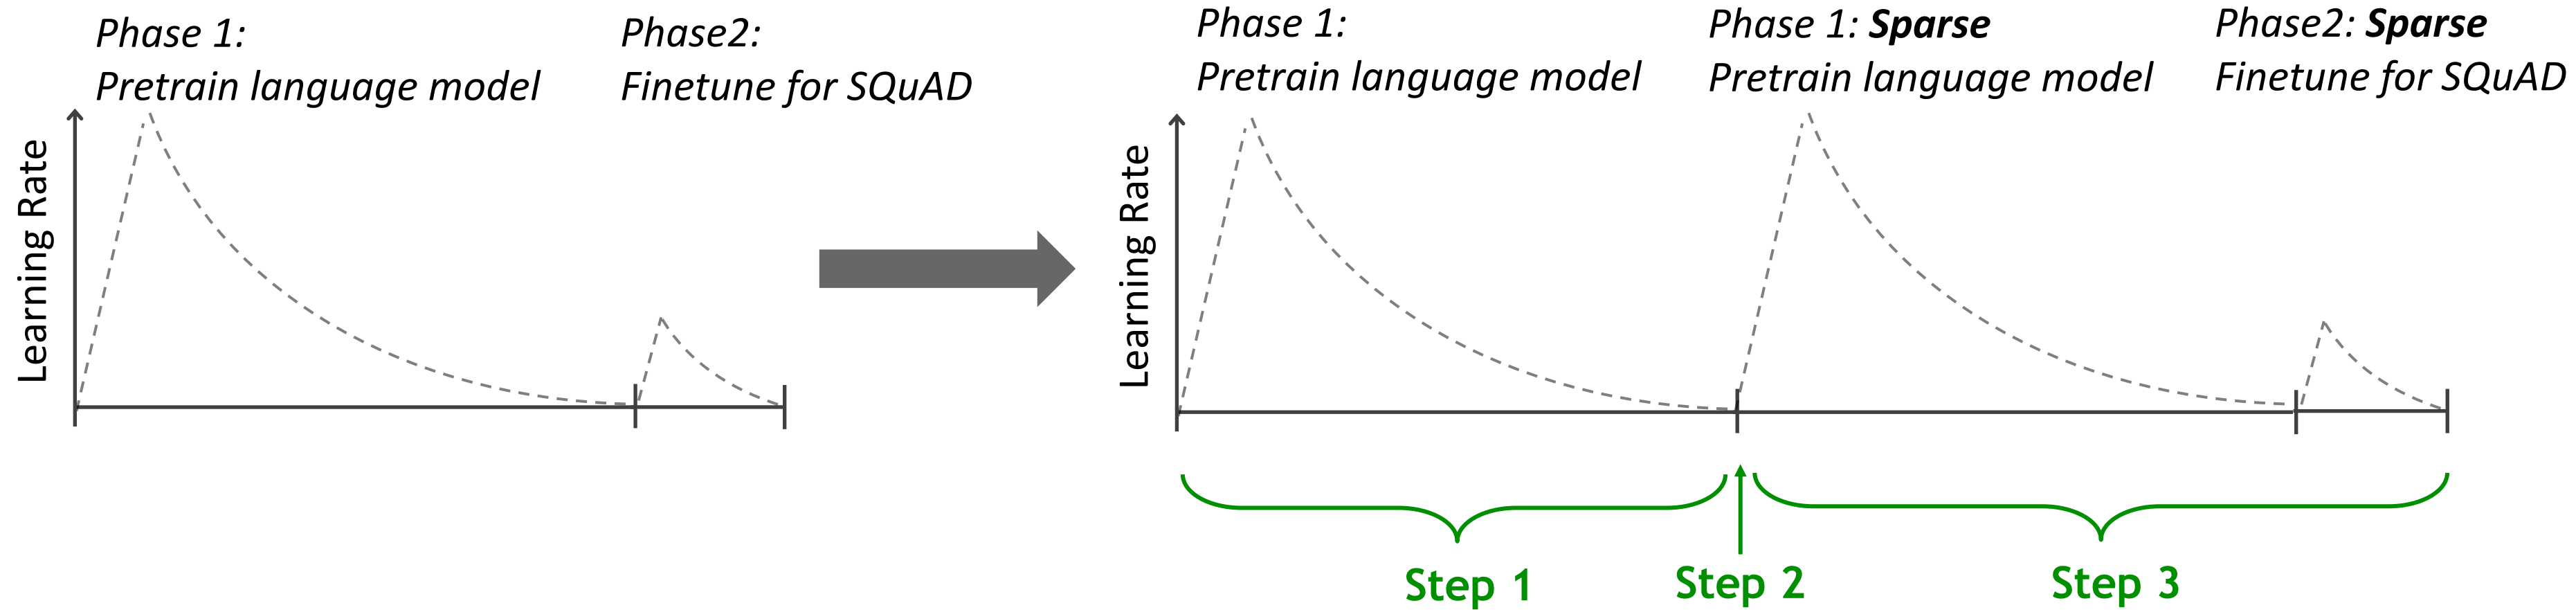 Phase 1:
Pretrain language model
Phase2:
Finetune for SQuAD
Learning Rate
Phase 1:
Pretrain language model
Phase 1: Sparse
Pretrain language model
Phase2: Sparse
Finetune for SQuAD
Learning Rate
Step 1
Step 2
Step 3